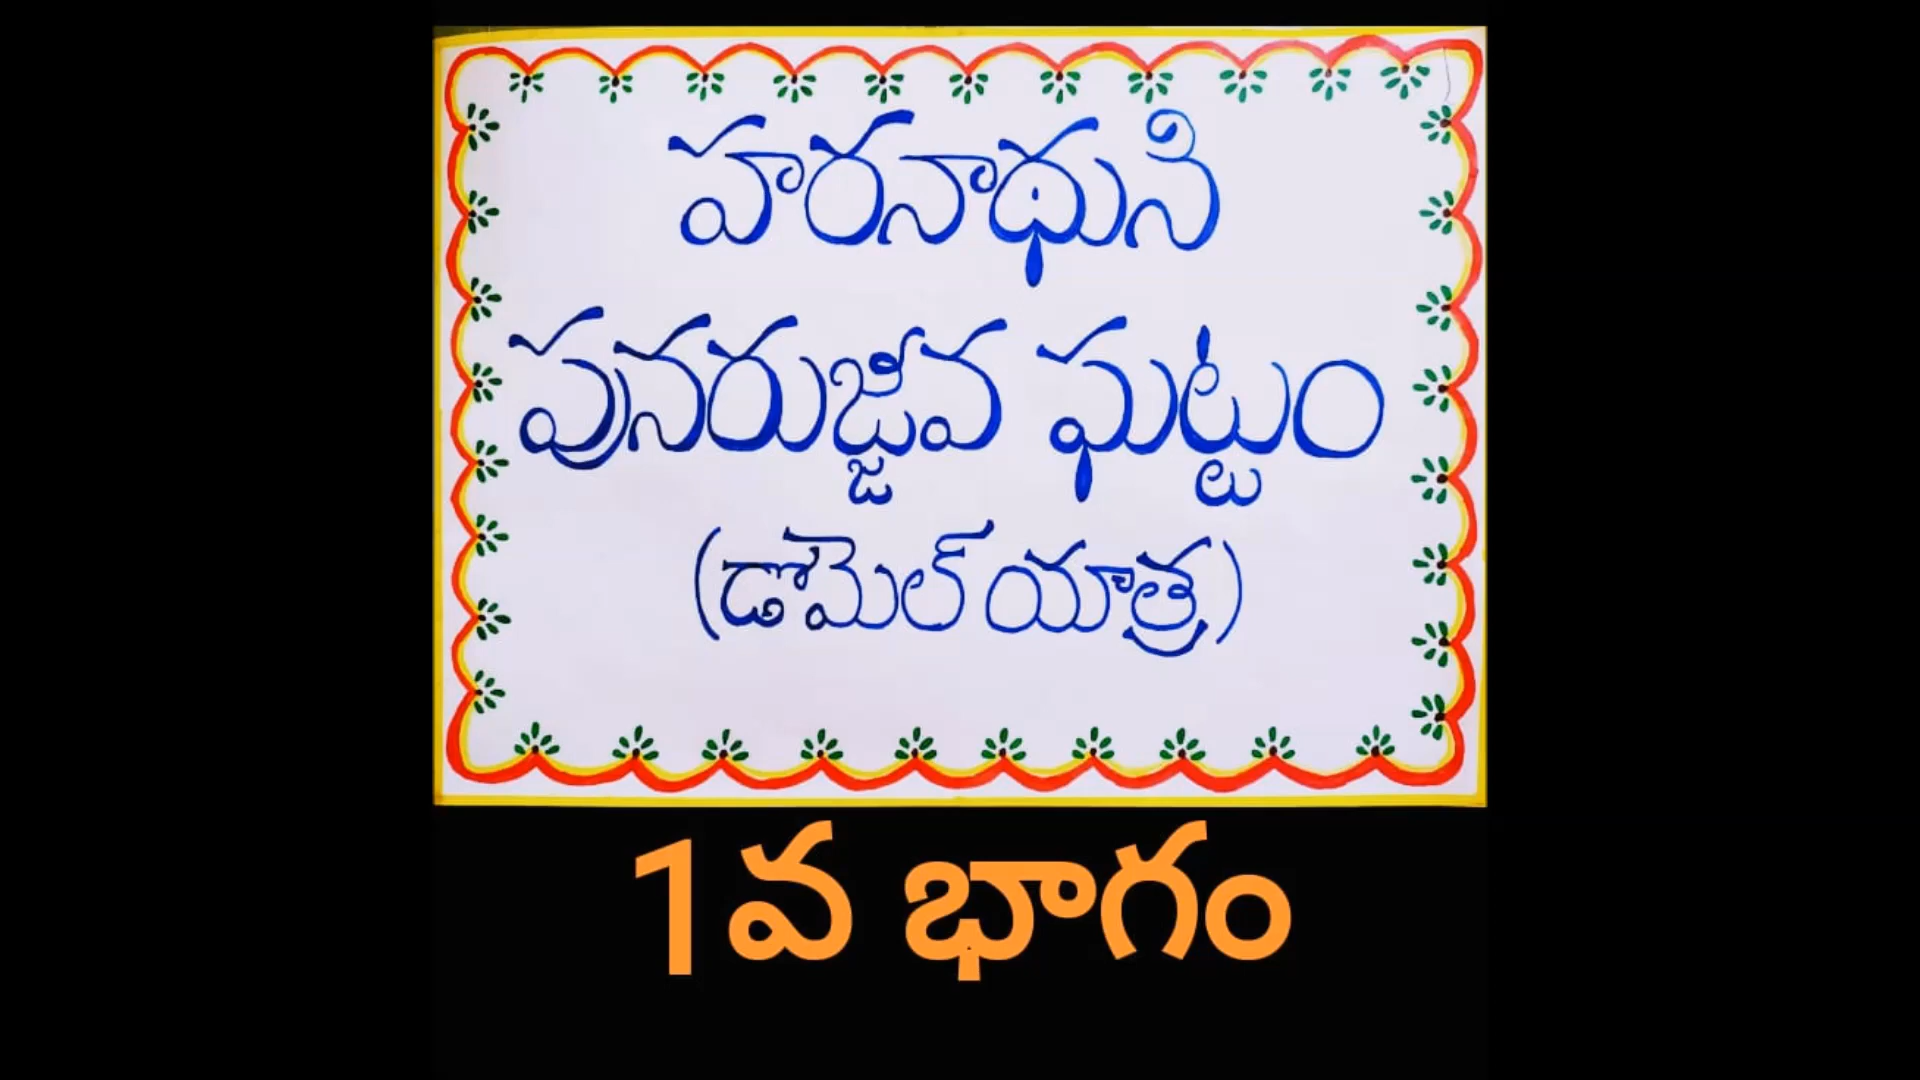 హరనాథుని
పునరుజ్జీవ ఘట్టం
(డొమెల్ యాత్ర)
1వ భాగం